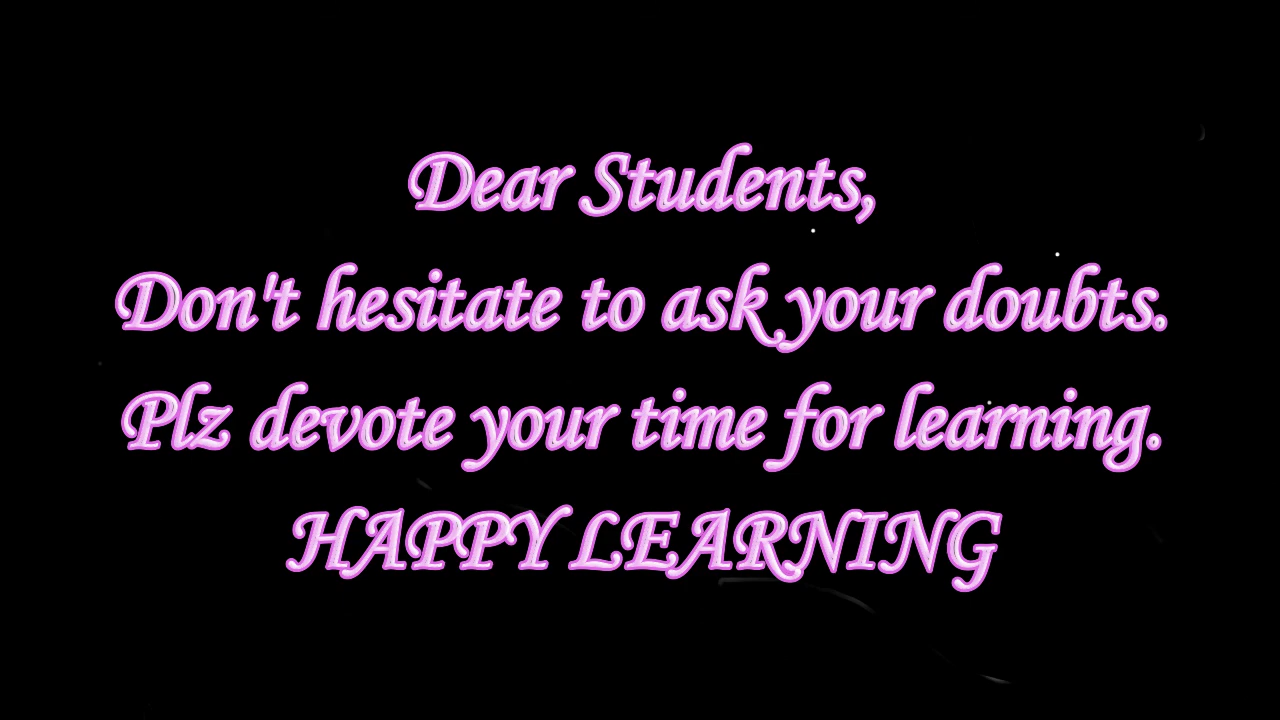 Dear Students,
Don't hesitate to ask your doubts.
Plz devote your time for learning.
HAPPY LEARNING